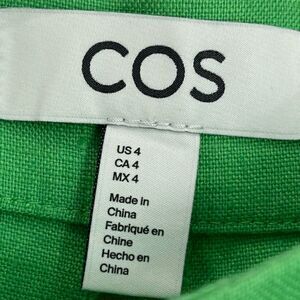 COS
US 4
CA 4
MX 4
Made in
China
Fabriqué en
Chine
Hecho en
China